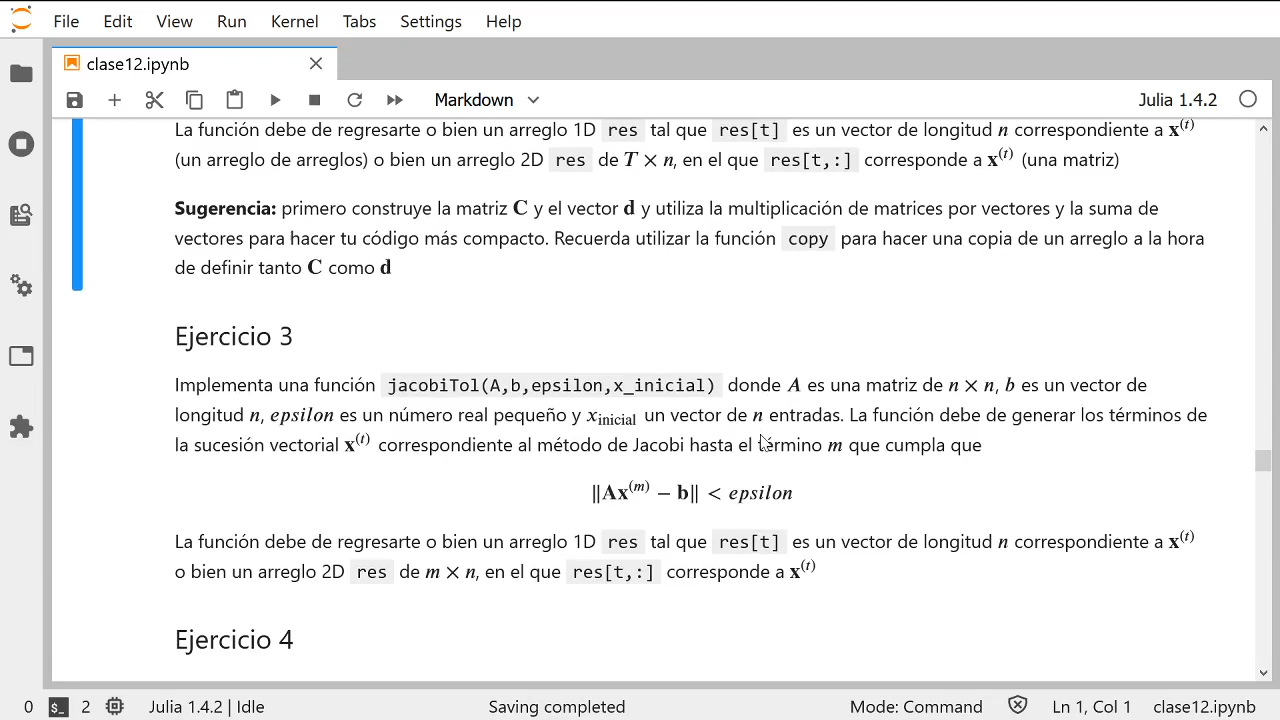 File Edit View Run Kernel Tabs Settings Help
clase12.ipynb
Markdown
Julia 1.4.2
La función debe de regresarte o bien un arreglo 1D res tal que res[t] es un vector de longitud n correspondiente a x^(t)
(un arreglo de arreglos) o bien un arreglo 2D res de T × n, en el que res[t,:] corresponde a x^(t) (una matriz)
Sugerencia: primero construye la matriz C y el vector d y utiliza la multiplicación de matrices por vectores y la suma de
vectores para hacer tu código más compacto. Recuerda utilizar la función copy para hacer una copia de un arreglo a la hora
de definir tanto C como d
Ejercicio 3
Implementa una función jacobiTol(A,b,epsilon,x_inicial) donde A es una matriz de n × n, b es un vector de
longitud n, epsilon es un número real pequeño y x_inicial un vector de n entradas. La función debe de generar los términos de
la sucesión vectorial x^(t) correspondiente al método de Jacobi hasta el término m que cumpla que
‖Ax^(m) − b‖ < epsilon
La función debe de regresarte o bien un arreglo 1D res tal que res[t] es un vector de longitud n correspondiente a x^(t)
o bien un arreglo 2D res de m × n, en el que res[t,:] corresponde a x^(t)
Ejercicio 4
0 2 Julia 1.4.2 | Idle Saving completed Mode: Command Ln 1, Col 1 clase12.ipynb